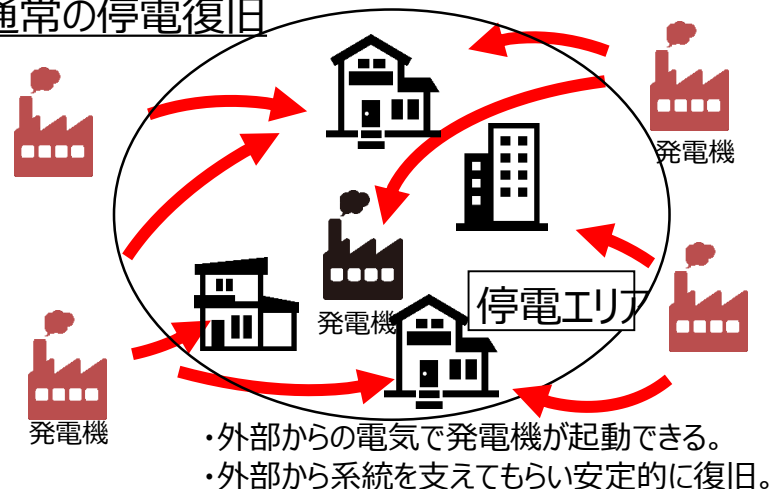 通常の停電復旧
発電機
停電エリア
発電機
発電機
・外部からの電気で発電機が起動できる。
・外部から系統を支えてもらい安定的に復旧。